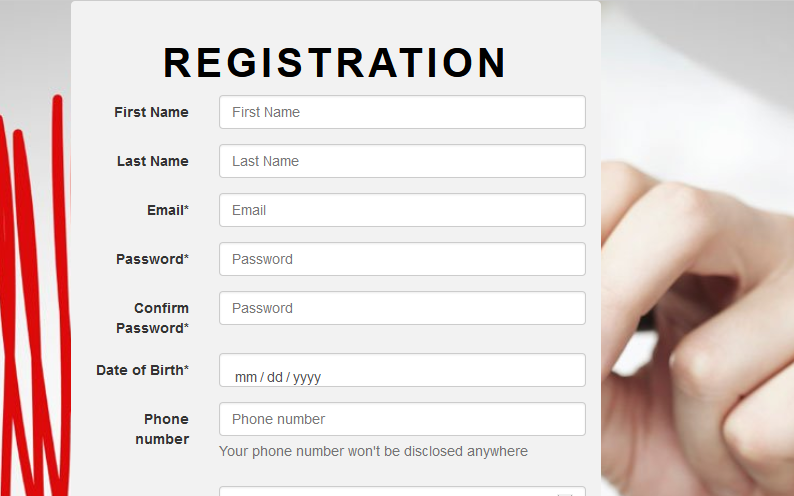 REGISTRATION
First Name First Name
Last Name Last Name
Email* Email
Password* Password
Confirm Password* Password
Date of Birth* mm / dd / yyyy
Phone number Phone number
Your phone number won't be disclosed anywhere